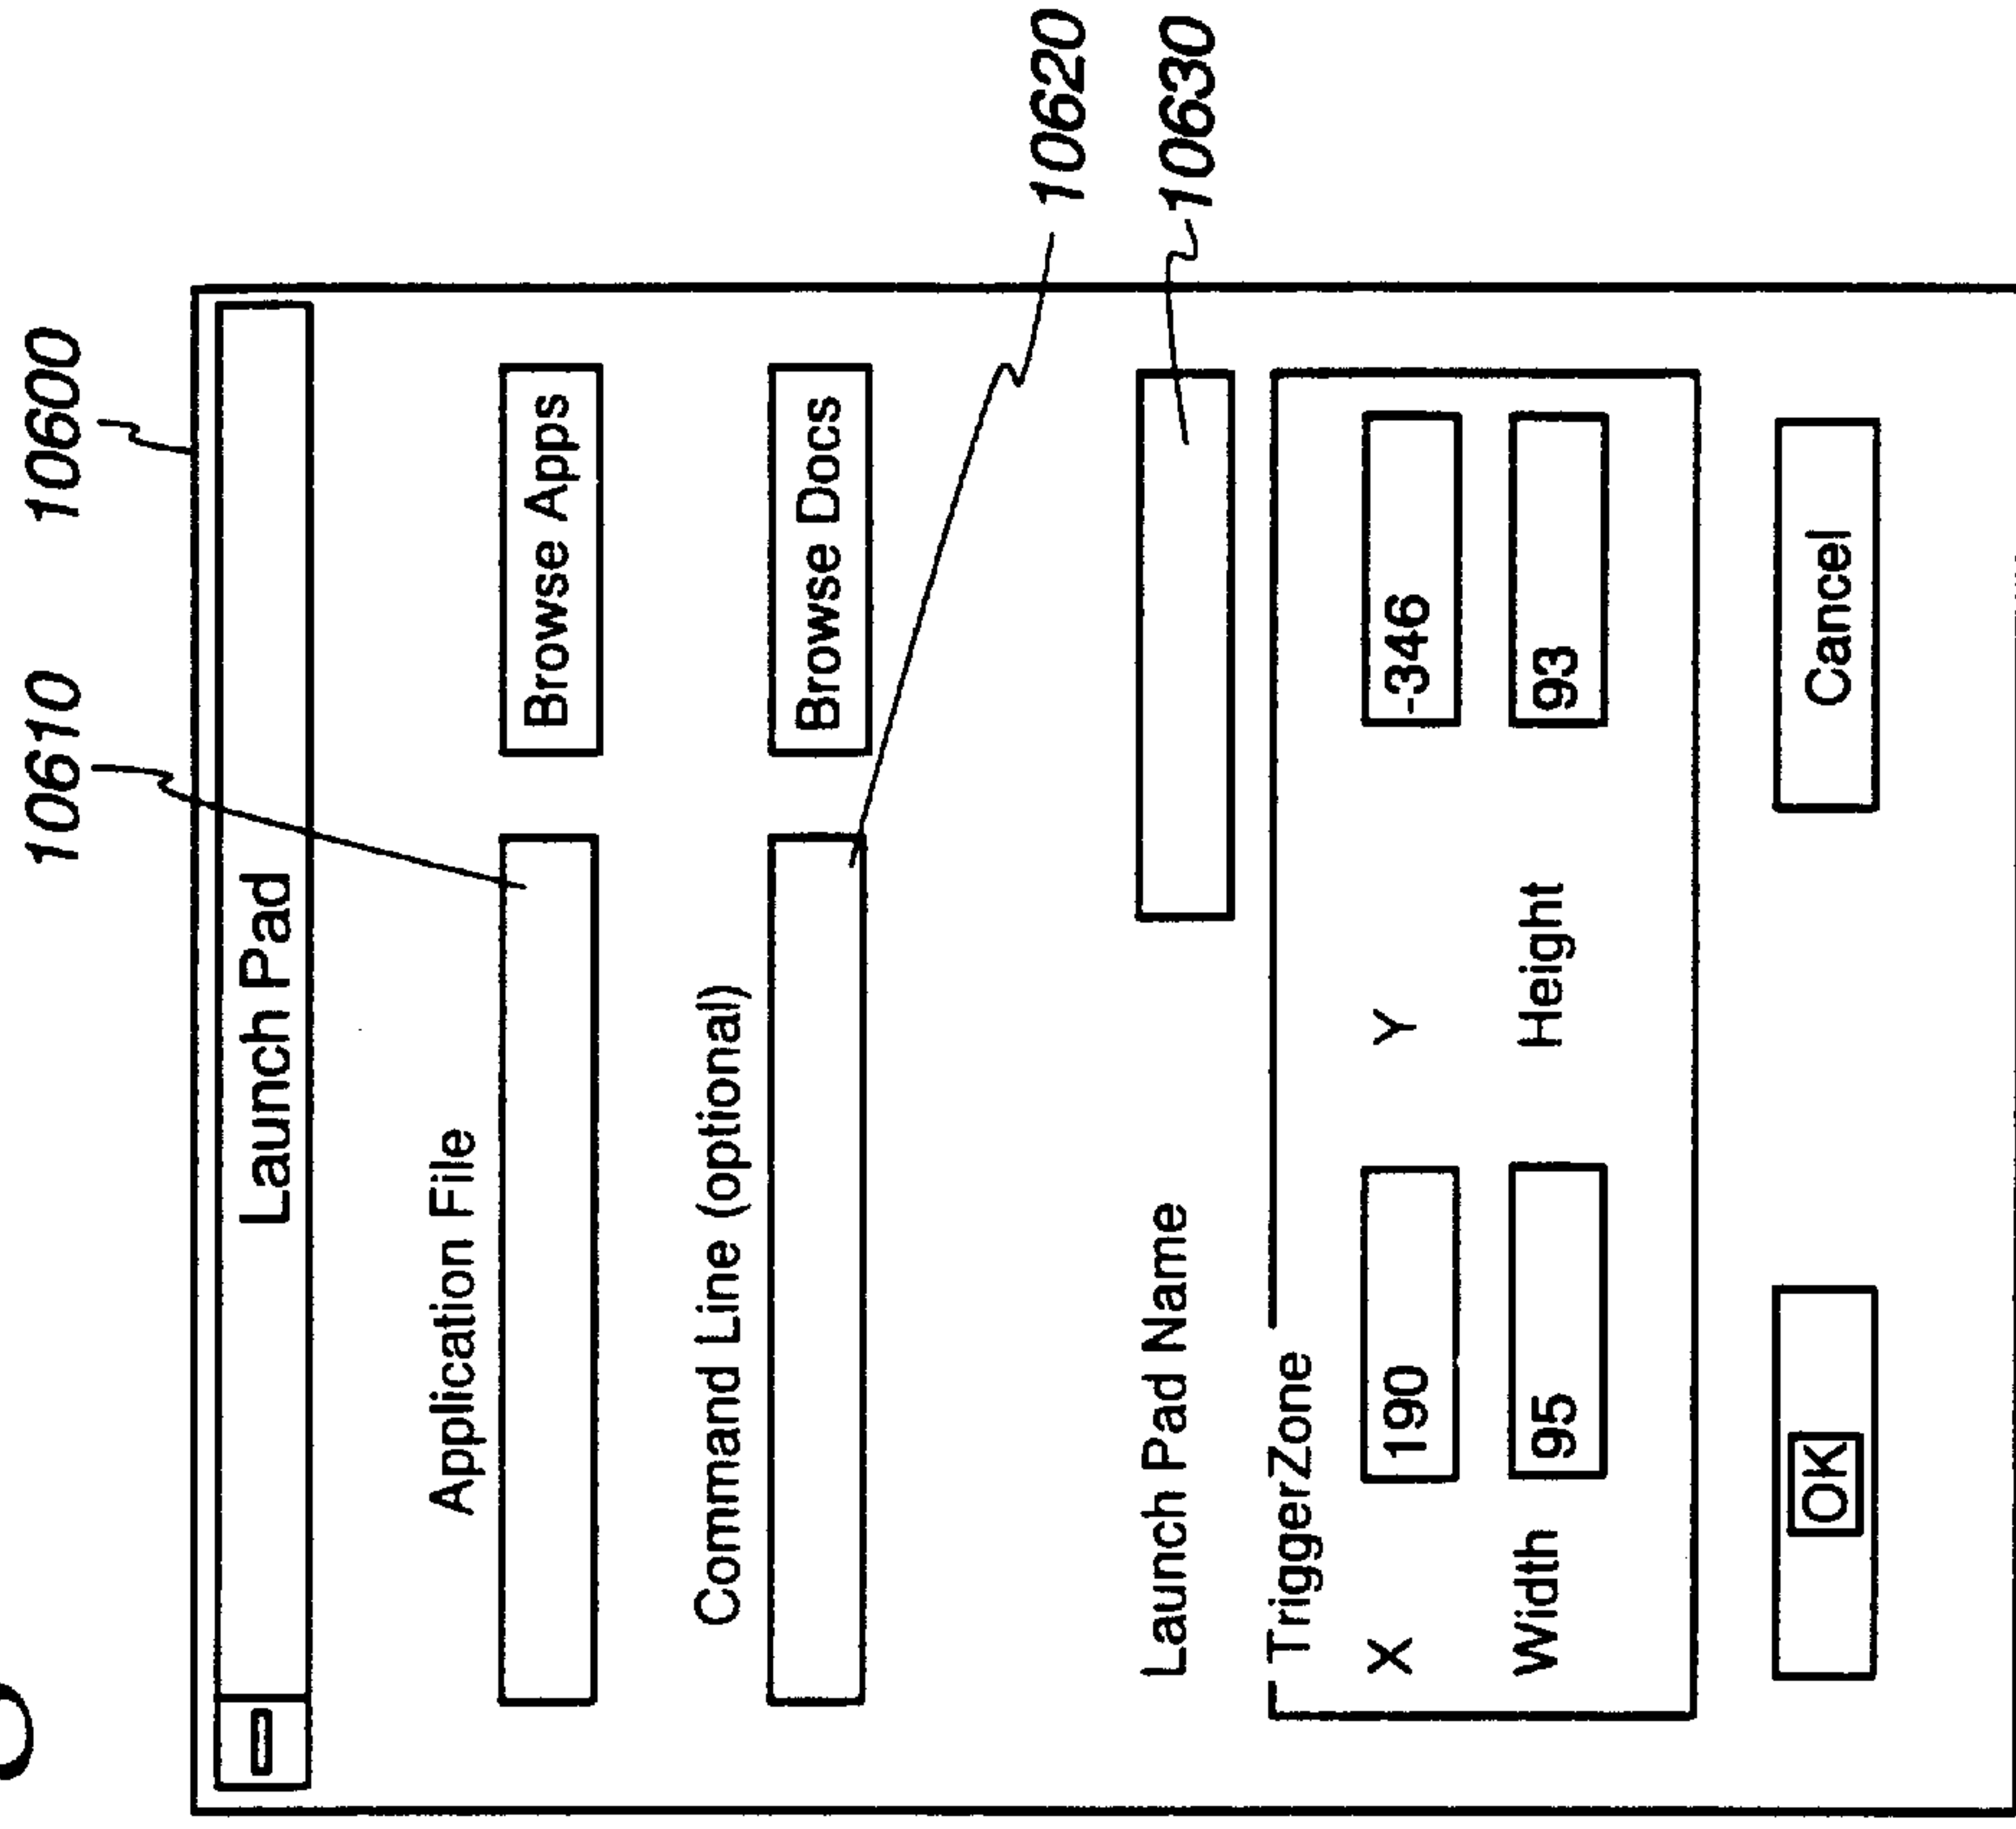 10610 10600
Launch Pad
Application File
Browse Apps
Command Line (optional)
Browse Docs
10620
Launch Pad Name
10630
TriggerZone
X 190 Y -346
Width 95 Height 93
OK Cancel